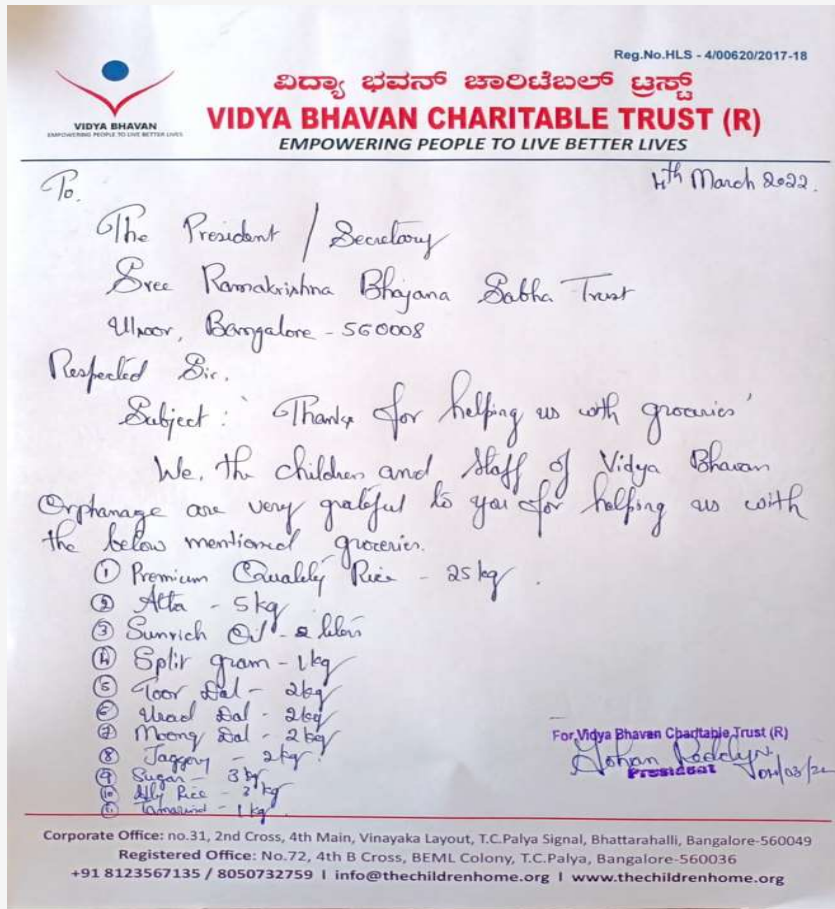 Reg.No.HLS - 4/00620/2017-18
ವಿದ್ಯಾ ಭವನ್ ಚಾರಿಟೆಬಲ್ ಟ್ರಸ್ಟ್
VIDYA BHAVAN
EMPOWERING PEOPLE TO LIVE BETTER LIVES
VIDYA BHAVAN CHARITABLE TRUST (R)
EMPOWERING PEOPLE TO LIVE BETTER LIVES
4th March 2022.
To.
The President / Secretary
Sree Ramakrishna Bhajana Sabha Trust
Ulsoor, Bangalore - 560008
Respected Sir,
Subject: 'Thanks for helping us with groceries'
We, the children and Staff of Vidya Bhavan
Orphanage are very grateful to you for helping us with
the below mentioned groceries.
① Premium Quality Rice - 25 kg.
② Atta - 5 kg
③ Sunrich Oil - 2 liters
④ Split gram - 1 kg
⑤ Toor Dal - 2 kg
⑥ Urad Dal - 2 kg
⑦ Moong Dal - 2 kg
⑧ Jaggery - 2 kg
⑨ Sugar - 3 kg
⑩ Idly Rice - kg
⑪ Tamarind - 1 kg
For Vidya Bhavan Charitable Trust (R)
President
Corporate Office: no.31, 2nd Cross, 4th Main, Vinayaka Layout, T.C.Palya Signal, Bhattarahalli, Bangalore-560049
Registered Office: No.72, 4th B Cross, BEML Colony, T.C.Palya, Bangalore-560036
+91 8123567135 / 8050732759 I info@thechildrenhome.org I www.thechildrenhome.org